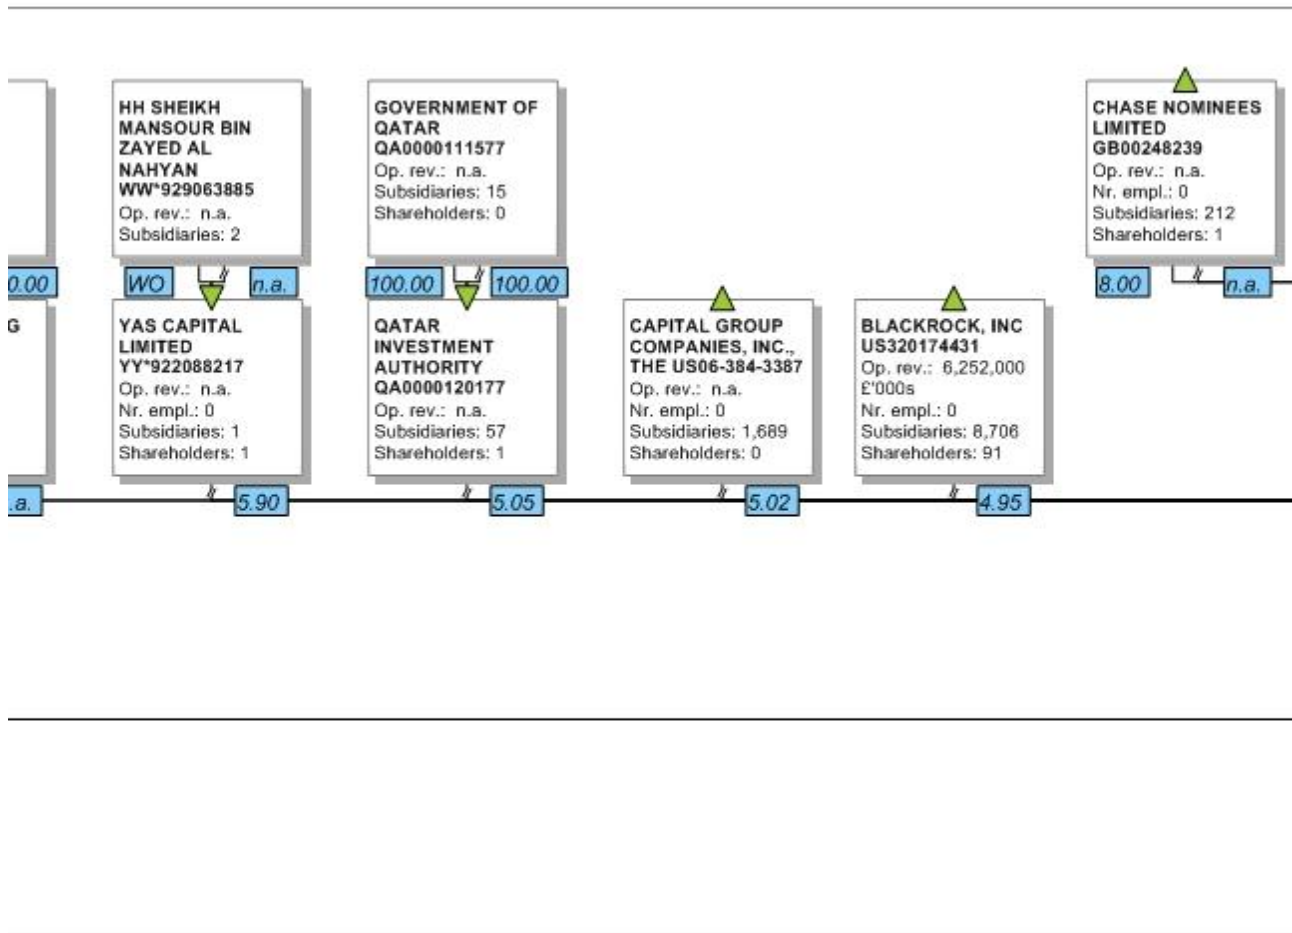 HH SHEIKH
MANSOUR BIN
ZAYED AL
NAHYAN
WW*929063885
Op. rev.: n.a.
Subsidiaries: 2
GOVERNMENT OF
QATAR
QA0000111577
Op. rev.: n.a.
Subsidiaries: 15
Shareholders: 0
CHASE NOMINEES
LIMITED
GB00248239
Op. rev.: n.a.
Nr. empl.: 0
Subsidiaries: 212
Shareholders: 1
0.00
WO
n.a.
100.00
100.00
8.00
n.a.
G
YAS CAPITAL
LIMITED
YY*922088217
Op. rev.: n.a.
Nr. empl.: 0
Subsidiaries: 1
Shareholders: 1
QATAR
INVESTMENT
AUTHORITY
QA0000120177
Op. rev.: n.a.
Subsidiaries: 57
Shareholders: 1
CAPITAL GROUP
COMPANIES, INC.,
THE US06-384-3387
Op. rev.: n.a.
Nr. empl.: 0
Subsidiaries: 1,689
Shareholders: 0
BLACKROCK, INC
US320174431
Op. rev.: 6,252,000
£'000s
Nr. empl.: 0
Subsidiaries: 8,706
Shareholders: 91
.a.
5.90
5.05
5.02
4.95